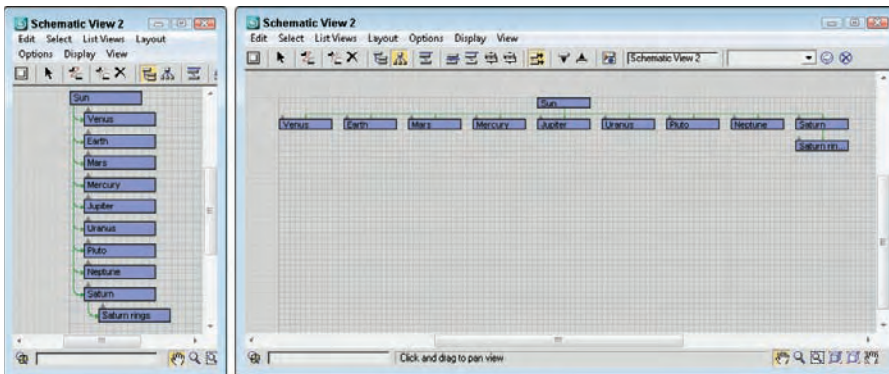 Schematic View 2
Edit Select List Views Layout
Options Display View
Sun
Venus
Earth
Mars
Mercury
Jupiter
Uranus
Pluto
Neptune
Saturn
Saturn rings
Schematic View 2
Edit Select List Views Layout Options Display View
Schematic View 2
Sun
Venus Earth Mars Mercury Jupiter Uranus Pluto Neptune Saturn
Saturn rin...
Click and drag to pan view